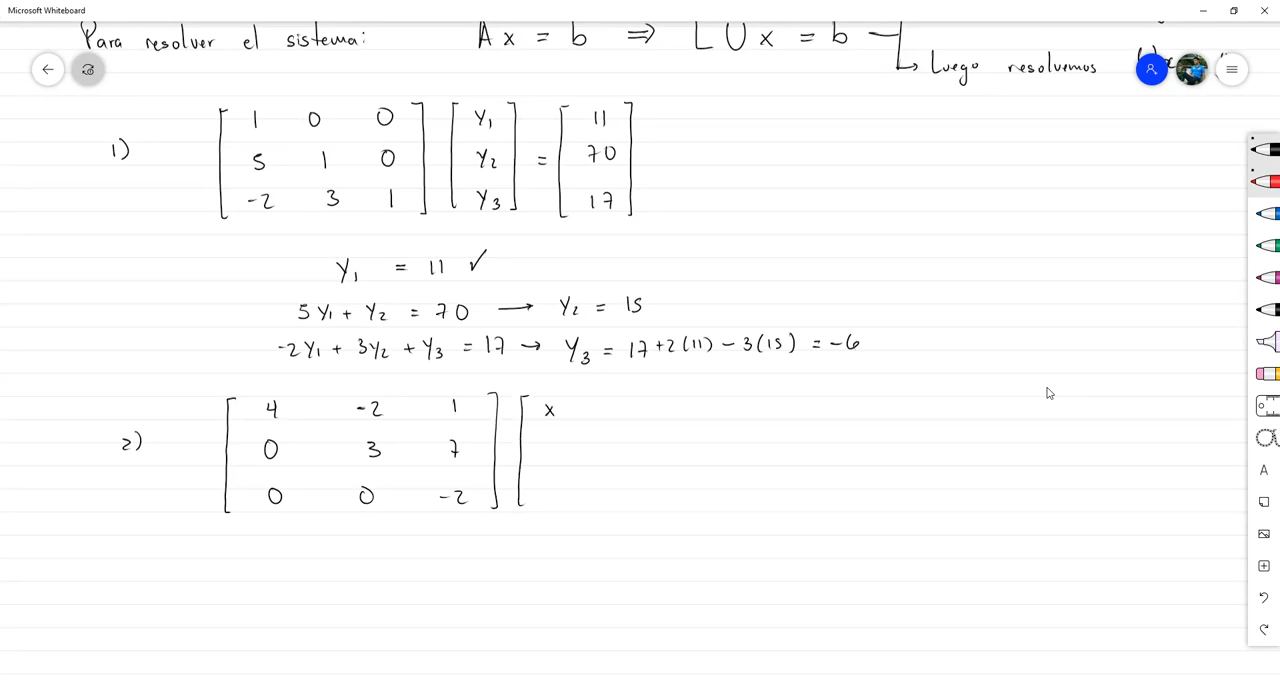 Microsoft Whiteboard
Para resolver el sistema: A x = b ⇒ L U x = b
↳ Luego resolvemos
1) [ 1 0 0 ] [ Y₁ ] = [ 11 ]
[ 5 1 0 ] [ Y₂ ] = [ 70 ]
[ -2 3 1 ] [ Y₃ ] = [ 17 ]
Y₁ = 11 ✓
5Y₁ + Y₂ = 70 → Y₂ = 15
-2Y₁ + 3Y₂ + Y₃ = 17 → Y₃ = 17 + 2(11) - 3(15) = -6
2) [ 4 -2 1 ] [ x
[ 0 3 7 ] [
[ 0 0 -2 ] [
A